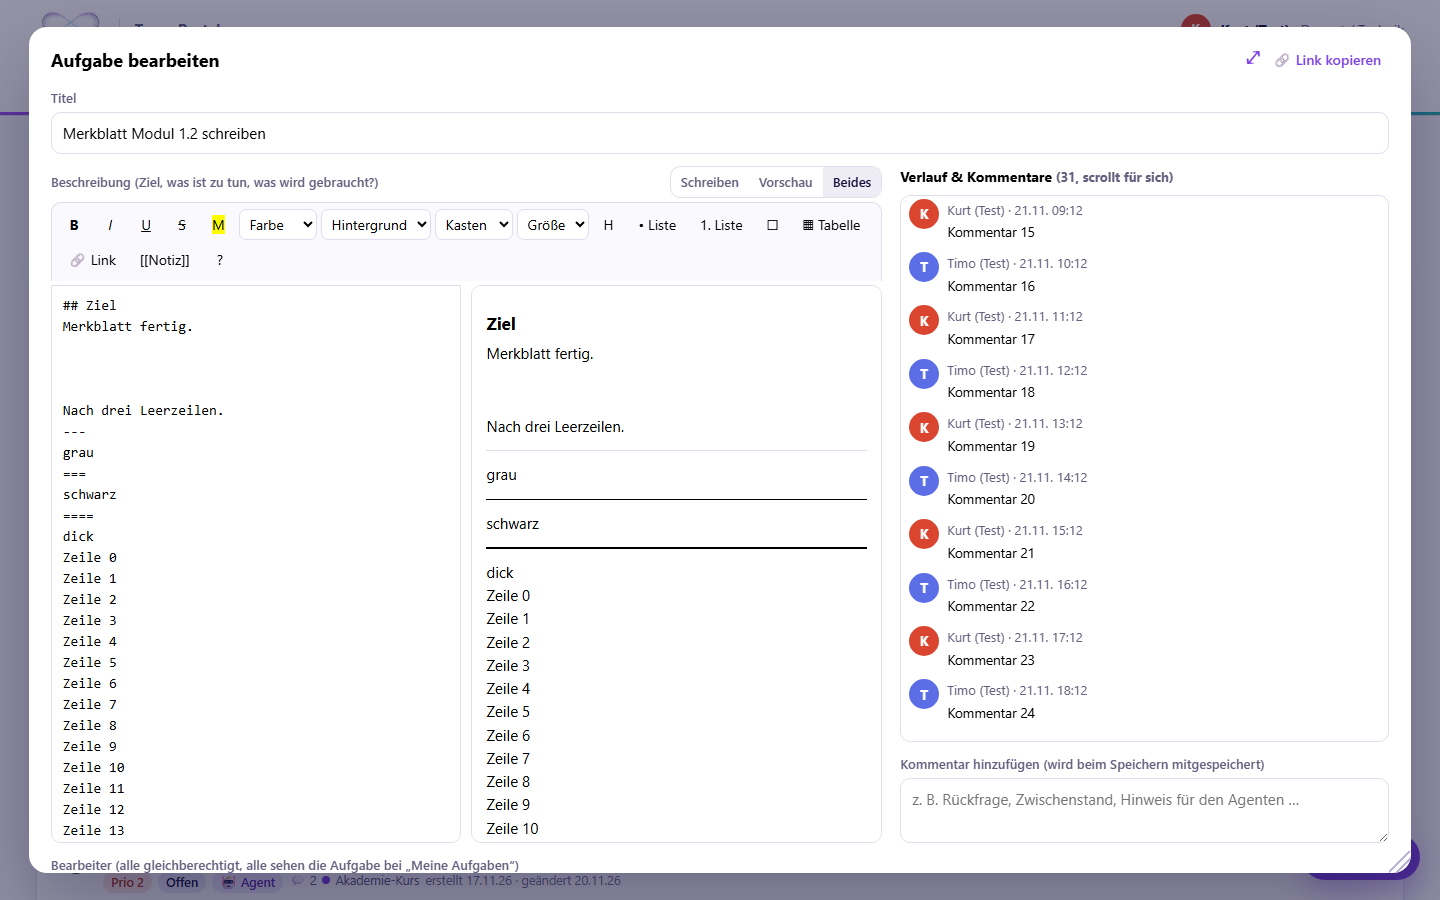 Aufgabe bearbeiten
Link kopieren
Titel
Merkblatt Modul 1.2 schreiben
Beschreibung (Ziel, was ist zu tun, was wird gebraucht?)
Schreiben Vorschau Beides
B I U S M Farbe Hintergrund Kasten Größe H • Liste 1. Liste ☐ ▦ Tabelle
Link [[Notiz]] ?
## Ziel
Merkblatt fertig.
Nach drei Leerzeilen.
---
grau
===
schwarz
====
dick
Zeile 0
Zeile 1
Zeile 2
Zeile 3
Zeile 4
Zeile 5
Zeile 6
Zeile 7
Zeile 8
Zeile 9
Zeile 10
Zeile 11
Zeile 12
Zeile 13
Ziel
Merkblatt fertig.
Nach drei Leerzeilen.
grau
schwarz
dick
Zeile 0
Zeile 1
Zeile 2
Zeile 3
Zeile 4
Zeile 5
Zeile 6
Zeile 7
Zeile 8
Zeile 9
Zeile 10
Verlauf & Kommentare (31, scrollt für sich)
K Kurt (Test) · 21.11. 09:12
Kommentar 15
T Timo (Test) · 21.11. 10:12
Kommentar 16
K Kurt (Test) · 21.11. 11:12
Kommentar 17
T Timo (Test) · 21.11. 12:12
Kommentar 18
K Kurt (Test) · 21.11. 13:12
Kommentar 19
T Timo (Test) · 21.11. 14:12
Kommentar 20
K Kurt (Test) · 21.11. 15:12
Kommentar 21
T Timo (Test) · 21.11. 16:12
Kommentar 22
K Kurt (Test) · 21.11. 17:12
Kommentar 23
T Timo (Test) · 21.11. 18:12
Kommentar 24
Kommentar hinzufügen (wird beim Speichern mitgespeichert)
z. B. Rückfrage, Zwischenstand, Hinweis für den Agenten ...
Bearbeiter (alle gleichberechtigt, alle sehen die Aufgabe bei „Meine Aufgaben“)
Prio 2 Offen Agent 2 Akademie-Kurs erstellt 17.11.26 · geändert 20.11.26